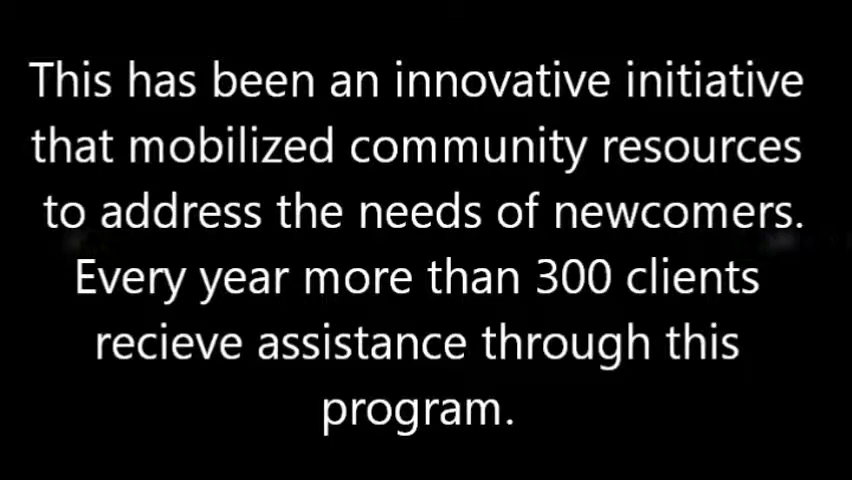 This has been an innovative initiative
that mobilized community resources
to address the needs of newcomers.
Every year more than 300 clients
recieve assistance through this
program.